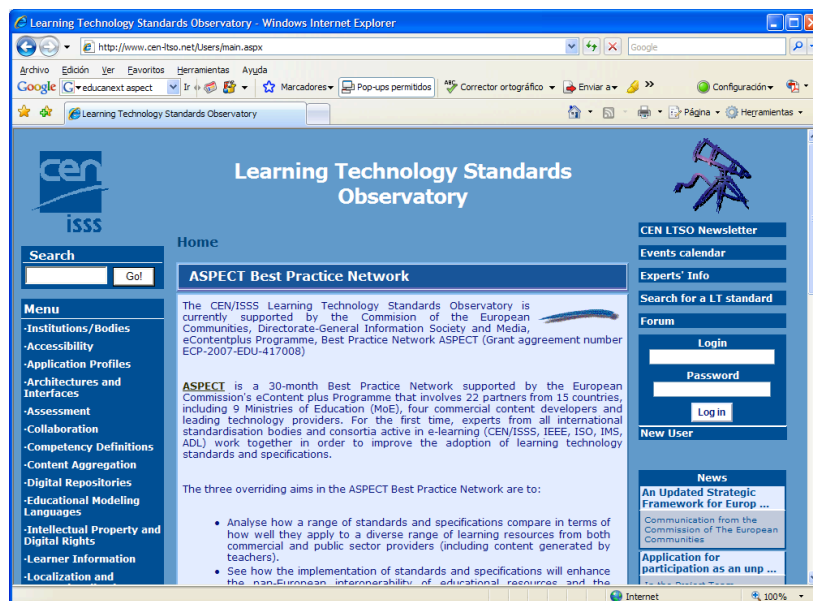 Learning Technology Standards Observatory - Windows Internet Explorer
http://www.cen-ltso.net/Users/main.aspx
Google
Archivo Edición Ver Favoritos Herramientas Ayuda
Google educanext aspect Ir Marcadores Pop-ups permitidos Corrector ortográfico Enviar a Configuración
Learning Technology Standards Observatory
Página Herramientas
cen
isss
Learning Technology Standards
Observatory
Search
Go!
Menu
·Institutions/Bodies
·Accessibility
·Application Profiles
·Architectures and
Interfaces
·Assessment
·Collaboration
·Competency Definitions
·Content Aggregation
·Digital Repositories
·Educational Modeling
Languages
·Intellectual Property and
Digital Rights
·Learner Information
·Localization and
Home
ASPECT Best Practice Network
The CEN/ISSS Learning Technology Standards Observatory is
currently supported by the Commision of the European
Communities, Directorate-General Information Society and Media,
eContentplus Programme, Best Practice Network ASPECT (Grant aggreement number
ECP-2007-EDU-417008)
ASPECT is a 30-month Best Practice Network supported by the European
Commission's eContent plus Programme that involves 22 partners from 15 countries,
including 9 Ministries of Education (MoE), four commercial content developers and
leading technology providers. For the first time, experts from all international
standardisation bodies and consortia active in e-learning (CEN/ISSS, IEEE, ISO, IMS,
ADL) work together in order to improve the adoption of learning technology
standards and specifications.
The three overriding aims in the ASPECT Best Practice Network are to:
• Analyse how a range of standards and specifications compare in terms of
how well they apply to a diverse range of learning resources from both
commercial and public sector providers (including content generated by
teachers).
• See how the implementation of standards and specifications will enhance
the pan-European interoperability of educational resources and the
CEN LTSO Newsletter
Events calendar
Experts' Info
Search for a LT standard
Forum
Login
Password
Log in
New User
News
An Updated Strategic
Framework for Europ ...
Communication from the
Commission of The European
Communities
Application for
participation as an unp ...
In the Project Team
Internet
100%